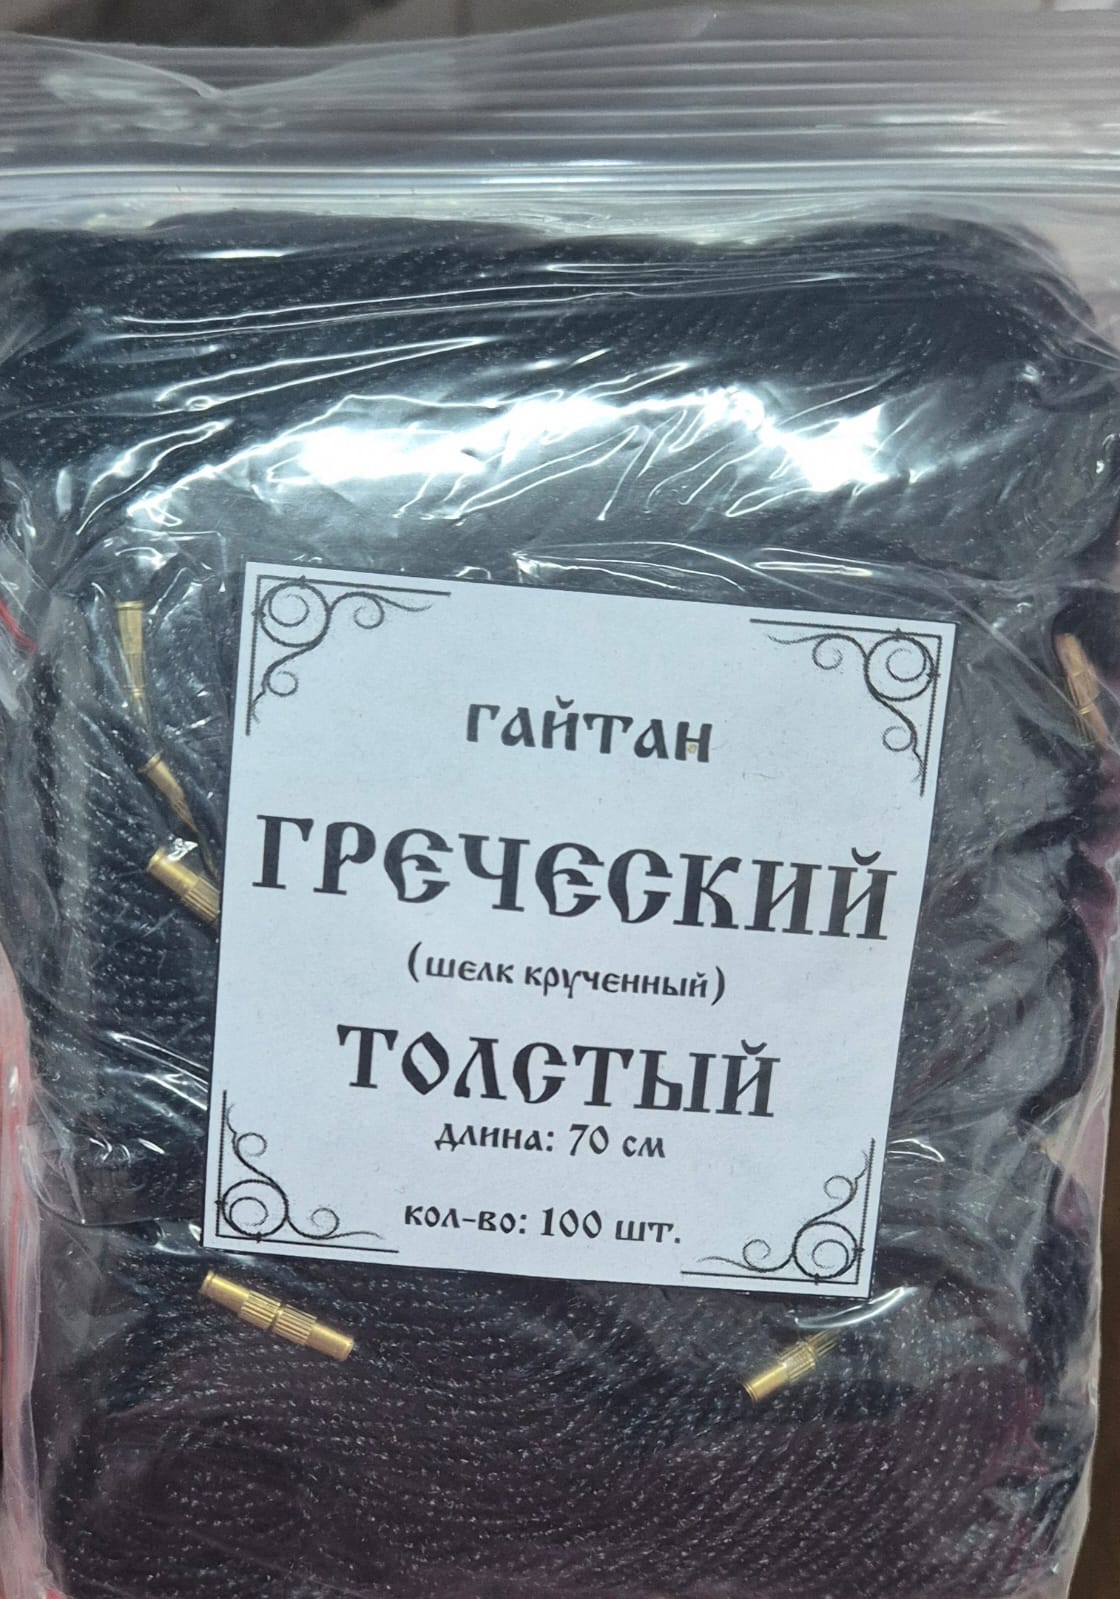 гайтан
ГРЕЧЕСКИЙ
(шелк крученный)
ТОЛСТЫЙ
длина: 70 см
кол-во: 100 шт.